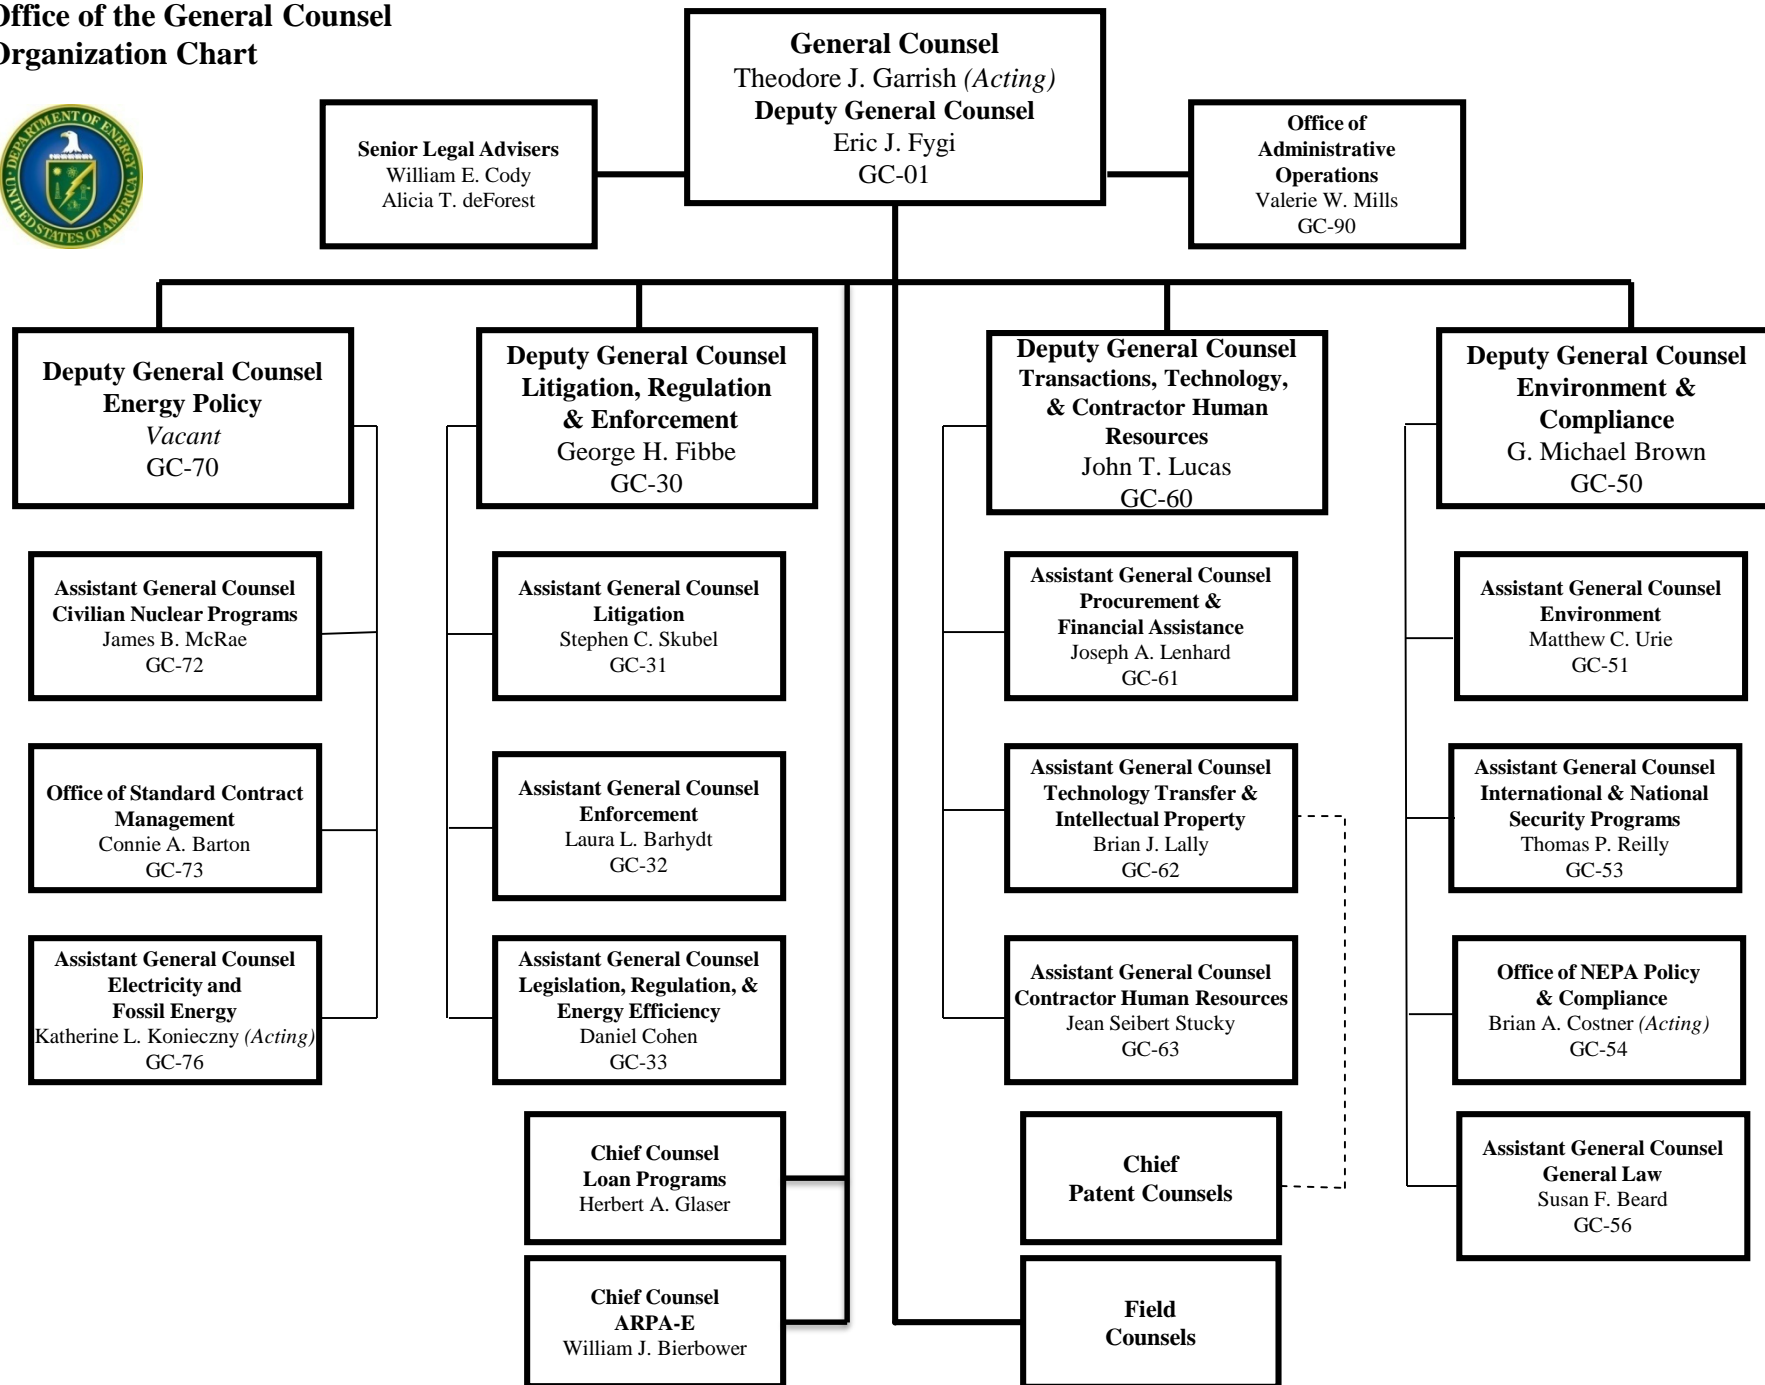 Office of the General Counsel
Organization Chart
DEPARTMENT OF ENERGY
UNITED STATES OF AMERICA
General Counsel
Theodore J. Garrish (Acting)
Deputy General Counsel
Eric J. Fygi
GC-01
Senior Legal Advisers
William E. Cody
Alicia T. deForest
Office of
Administrative
Operations
Valerie W. Mills
GC-90
Deputy General Counsel
Energy Policy
Vacant
GC-70
Deputy General Counsel
Litigation, Regulation
& Enforcement
George H. Fibbe
GC-30
Deputy General Counsel
Transactions, Technology,
& Contractor Human
Resources
John T. Lucas
GC-60
Deputy General Counsel
Environment &
Compliance
G. Michael Brown
GC-50
Assistant General Counsel
Civilian Nuclear Programs
James B. McRae
GC-72
Assistant General Counsel
Litigation
Stephen C. Skubel
GC-31
Assistant General Counsel
Procurement &
Financial Assistance
Joseph A. Lenhard
GC-61
Assistant General Counsel
Environment
Matthew C. Urie
GC-51
Office of Standard Contract
Management
Connie A. Barton
GC-73
Assistant General Counsel
Enforcement
Laura L. Barhydt
GC-32
Assistant General Counsel
Technology Transfer &
Intellectual Property
Brian J. Lally
GC-62
Assistant General Counsel
International & National
Security Programs
Thomas P. Reilly
GC-53
Assistant General Counsel
Electricity and
Fossil Energy
Katherine L. Konieczny (Acting)
GC-76
Assistant General Counsel
Legislation, Regulation, &
Energy Efficiency
Daniel Cohen
GC-33
Assistant General Counsel
Contractor Human Resources
Jean Seibert Stucky
GC-63
Office of NEPA Policy
& Compliance
Brian A. Costner (Acting)
GC-54
Chief Counsel
Loan Programs
Herbert A. Glaser
Chief
Patent Counsels
Assistant General Counsel
General Law
Susan F. Beard
GC-56
Chief Counsel
ARPA-E
William J. Bierbower
Field
Counsels